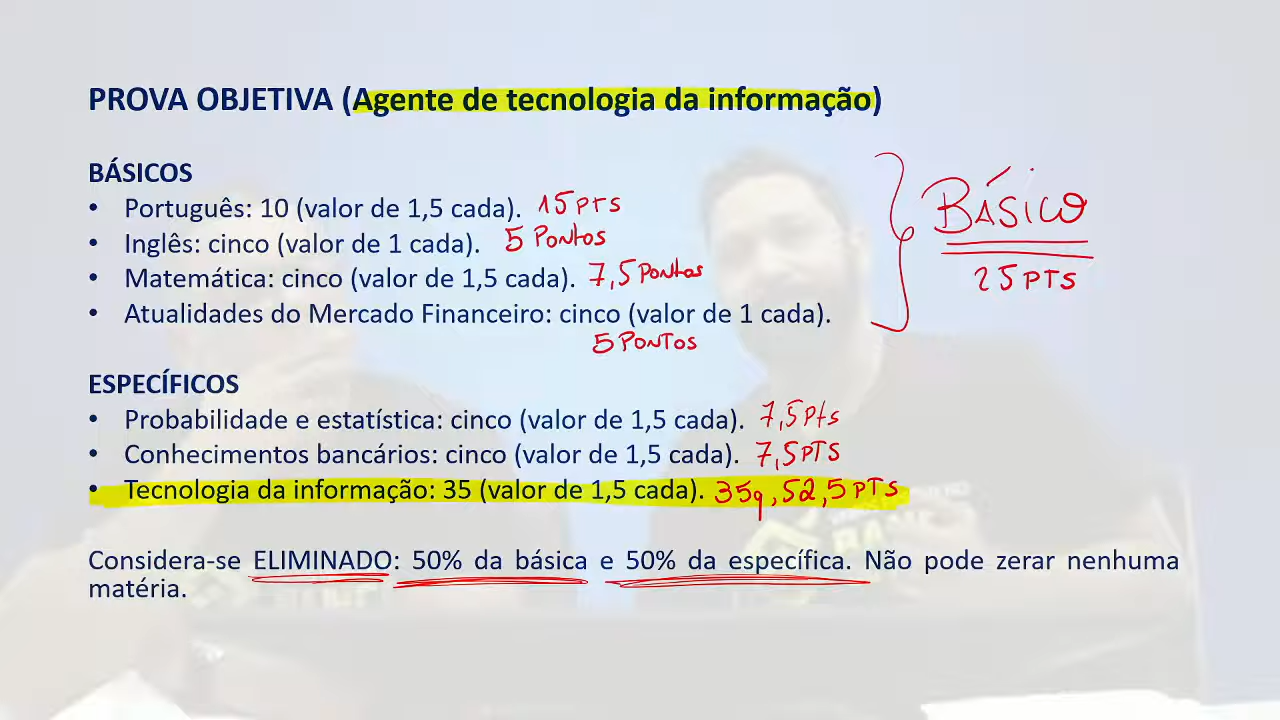 PROVA OBJETIVA (Agente de tecnologia da informação)
BÁSICOS
• Português: 10 (valor de 1,5 cada). 15 PTS
• Inglês: cinco (valor de 1 cada). 5 PONTOS
• Matemática: cinco (valor de 1,5 cada). 7,5 PONTOS
• Atualidades do Mercado Financeiro: cinco (valor de 1 cada).
5 PONTOS
BÁSICO
25 PTS
ESPECÍFICOS
• Probabilidade e estatística: cinco (valor de 1,5 cada). 7,5 Pts
• Conhecimentos bancários: cinco (valor de 1,5 cada). 7,5 PTS
• Tecnologia da informação: 35 (valor de 1,5 cada). 35q, 52,5 PTS
Considera-se ELIMINADO: 50% da básica e 50% da específica. Não pode zerar nenhuma
matéria.